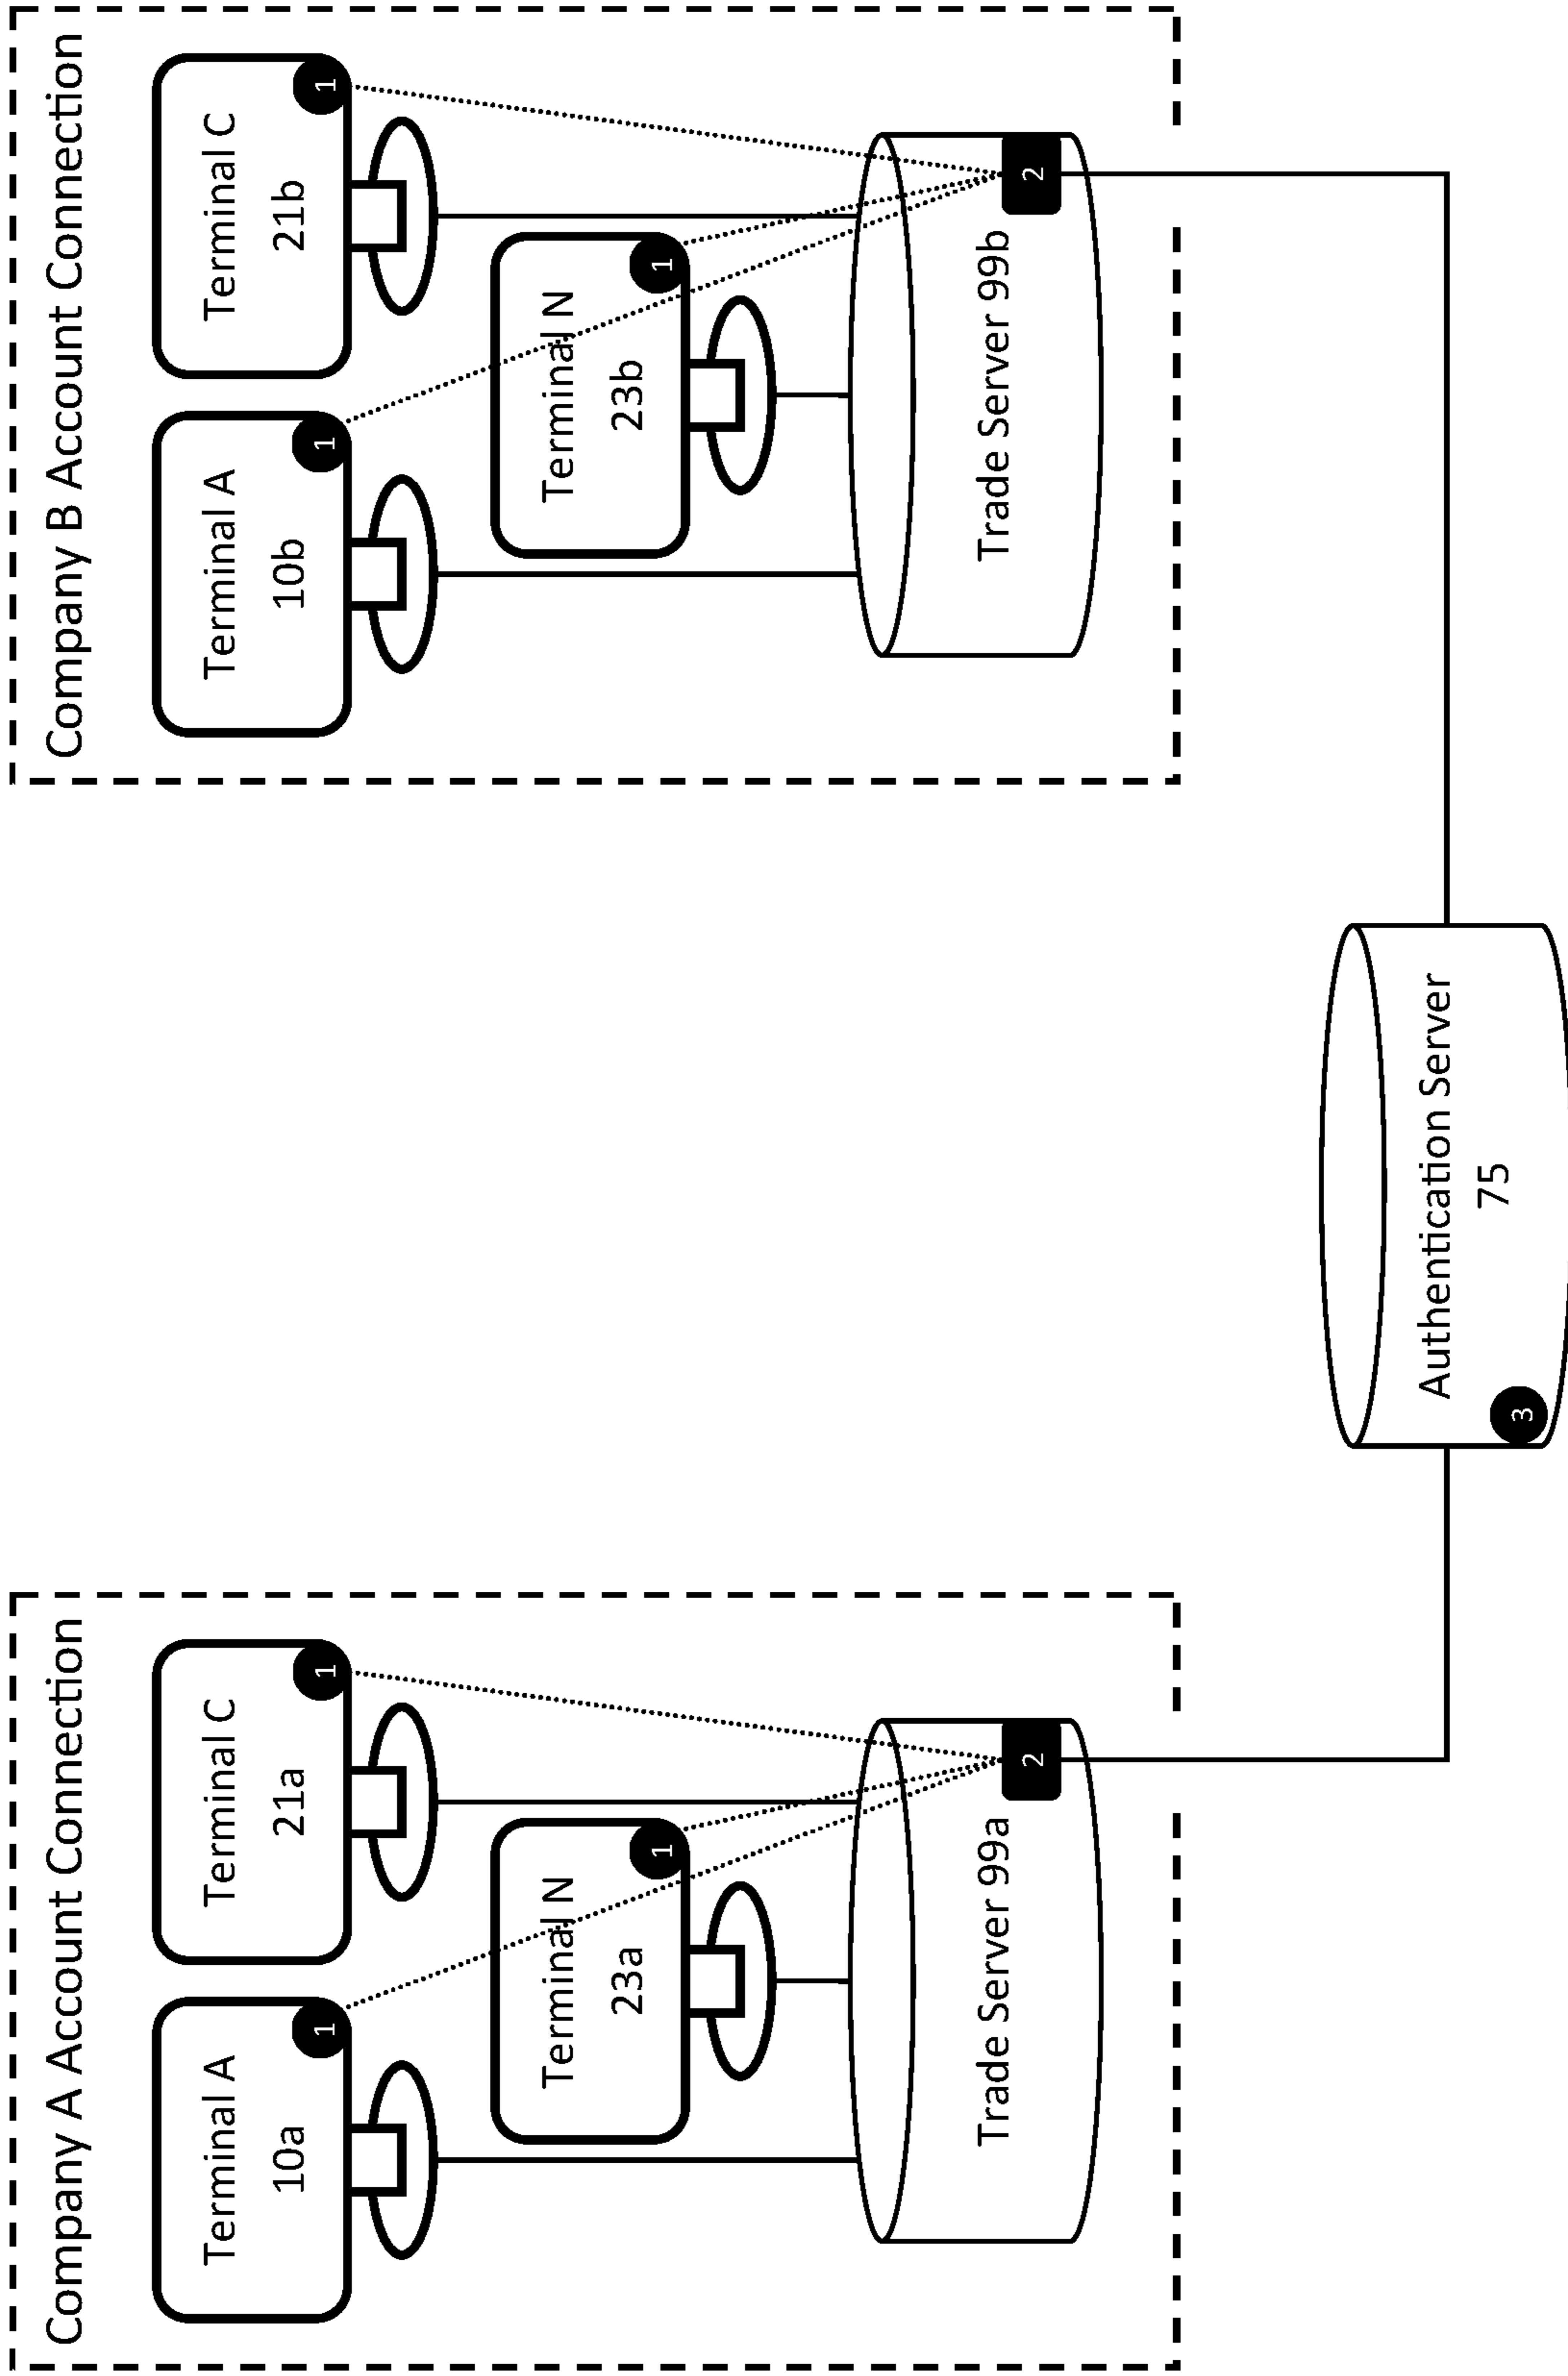 Company A Account Connection
Terminal A
10a
1
Terminal C
21a
1
Terminal N
23a
1
Trade Server 99a
2
Company B Account Connection
Terminal A
10b
1
Terminal C
21b
1
Terminal N
23b
1
Trade Server 99b
2
Authentication Server
75
3